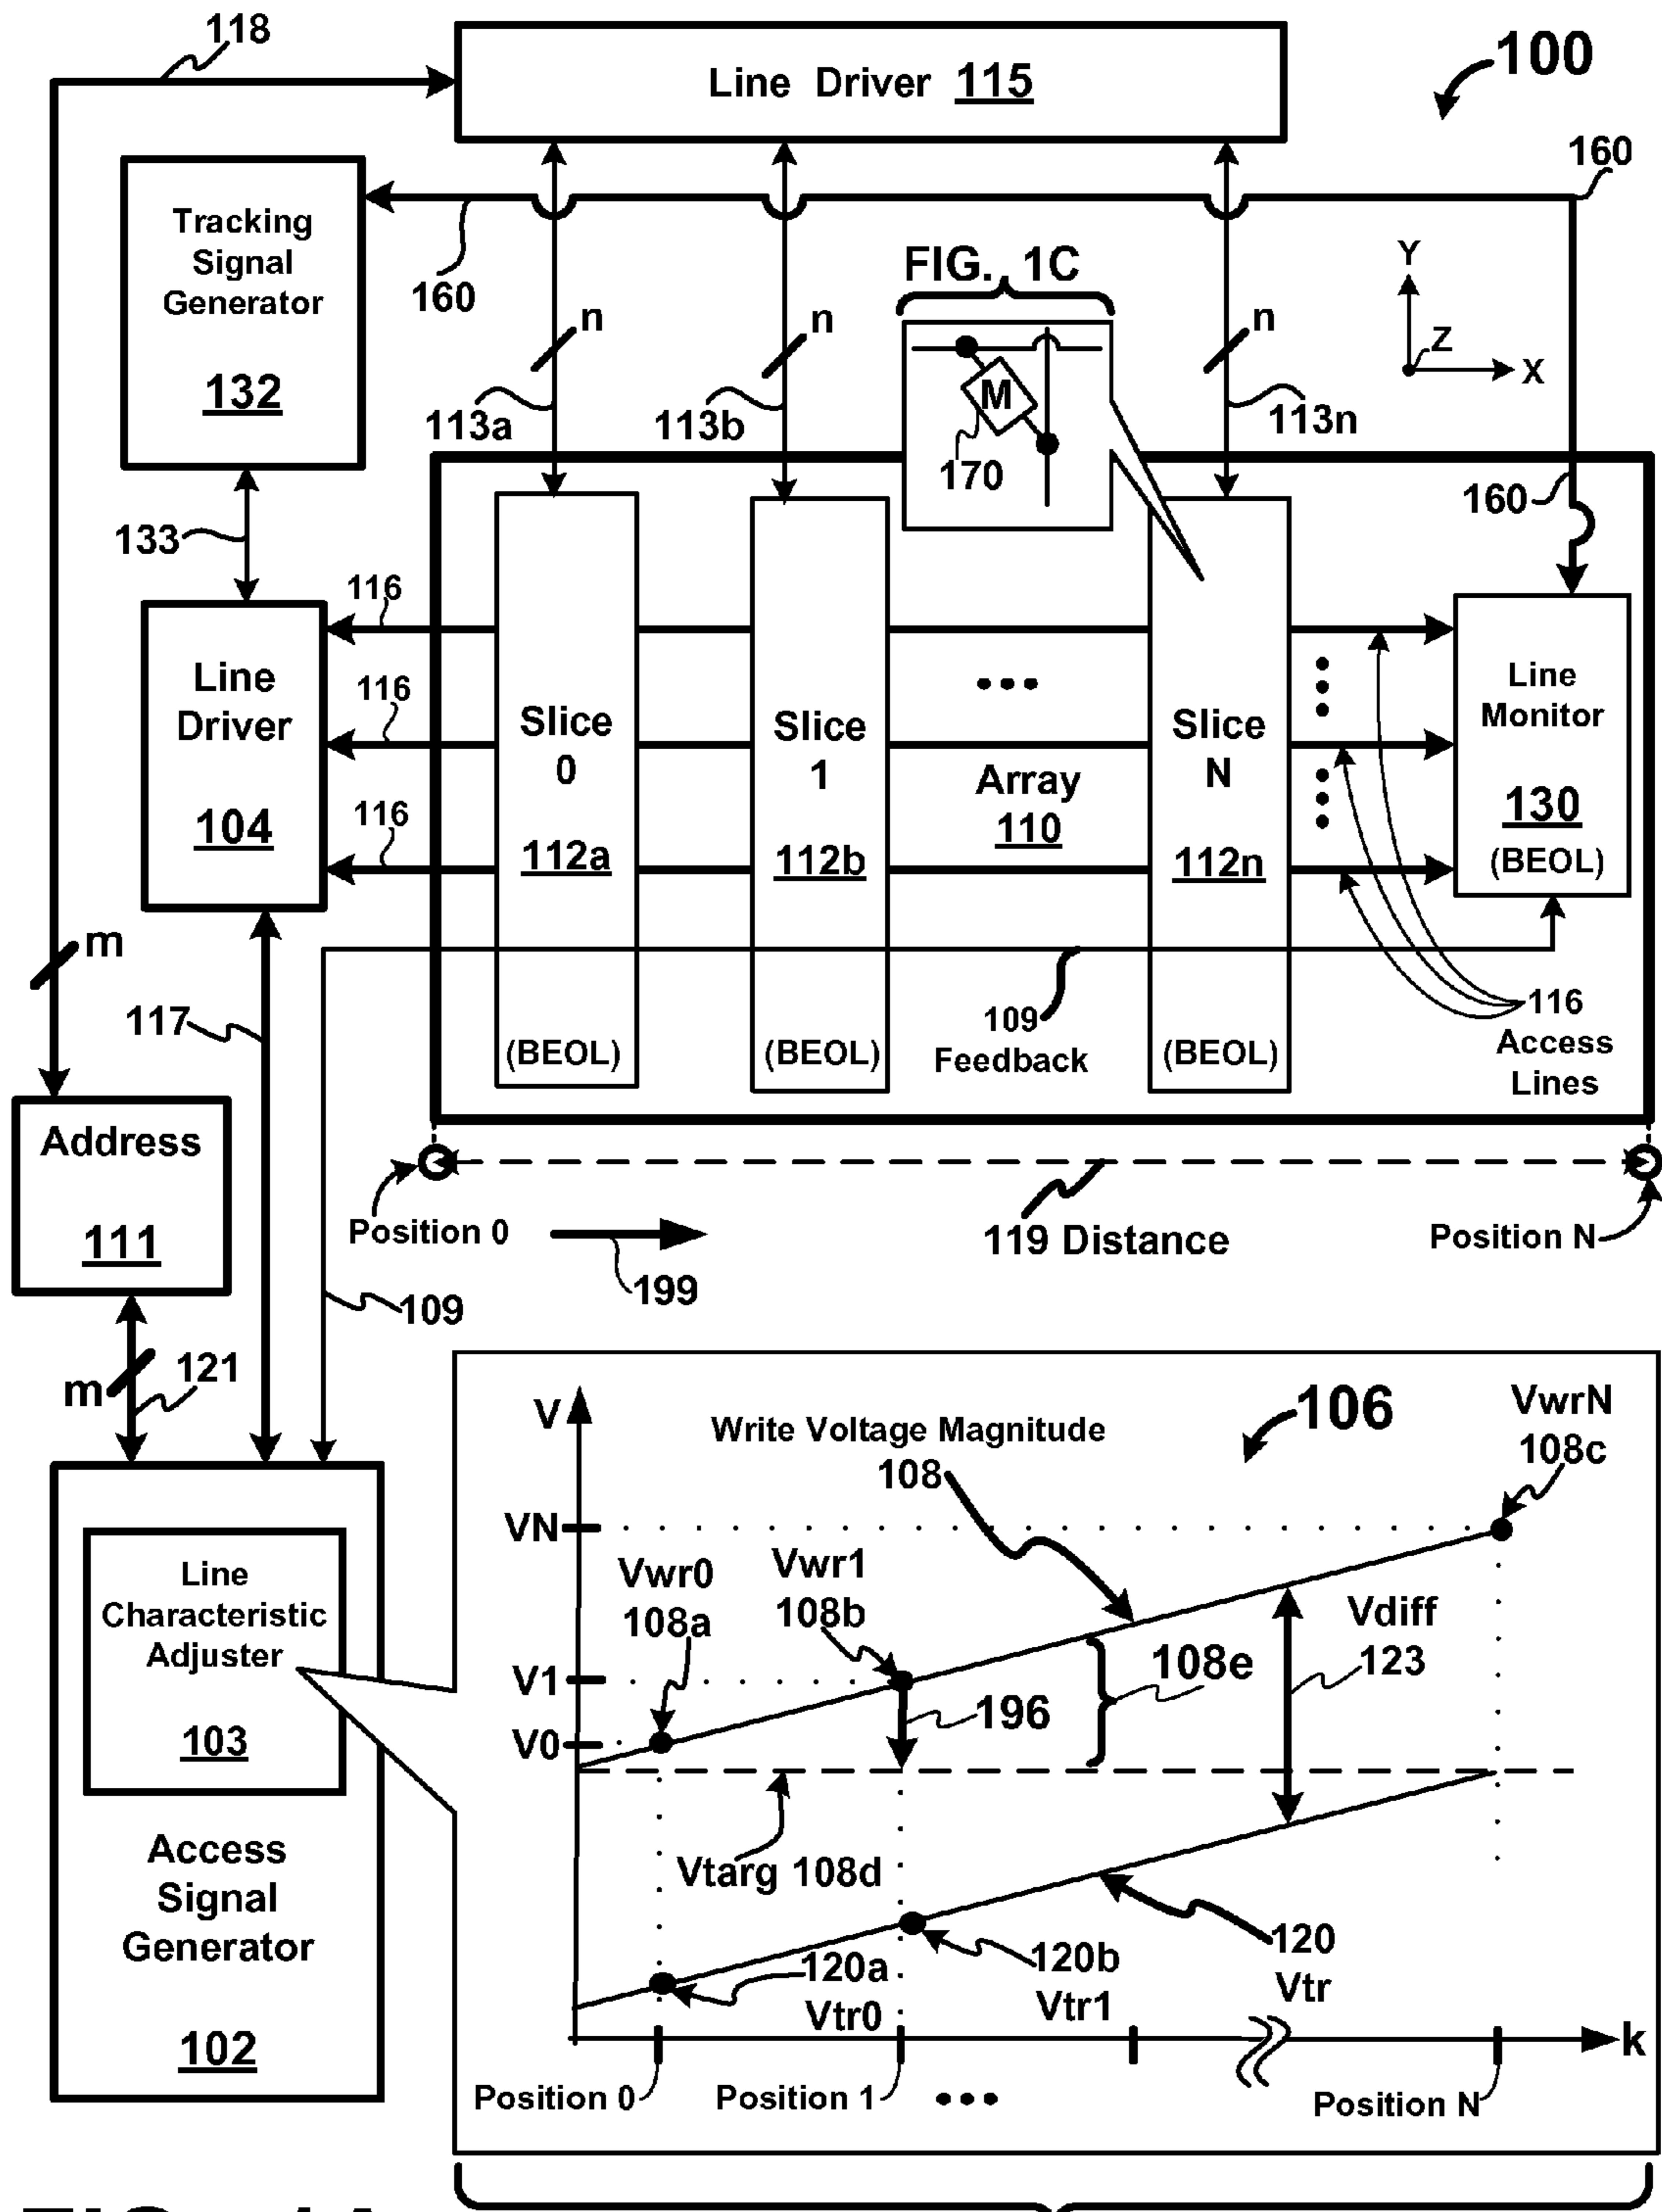 118
Line Driver 115
100
160
Tracking
Signal
Generator
132
160
n
n
n
FIG. 1C
M
170
Y
Z
X
113a
113b
113n
160
133
116
116
116
Line
Driver
104
Slice
0
112a
(BEOL)
Slice
1
112b
(BEOL)
Array
110
Slice
N
112n
(BEOL)
Line
Monitor
130
(BEOL)
m
117
109
Feedback
116
Access
Lines
Address
111
Position 0
199
119 Distance
Position N
109
m
121
Line
Characteristic
Adjuster
103
Access
Signal
Generator
102
V
Write Voltage Magnitude
108
106
VwrN
108c
VN
Vwr0
108a
Vwr1
108b
Vdiff
123
V1
108e
196
V0
Vtarg 108d
120a
Vtr0
120b
Vtr1
120
Vtr
k
Position 0
Position 1
Position N